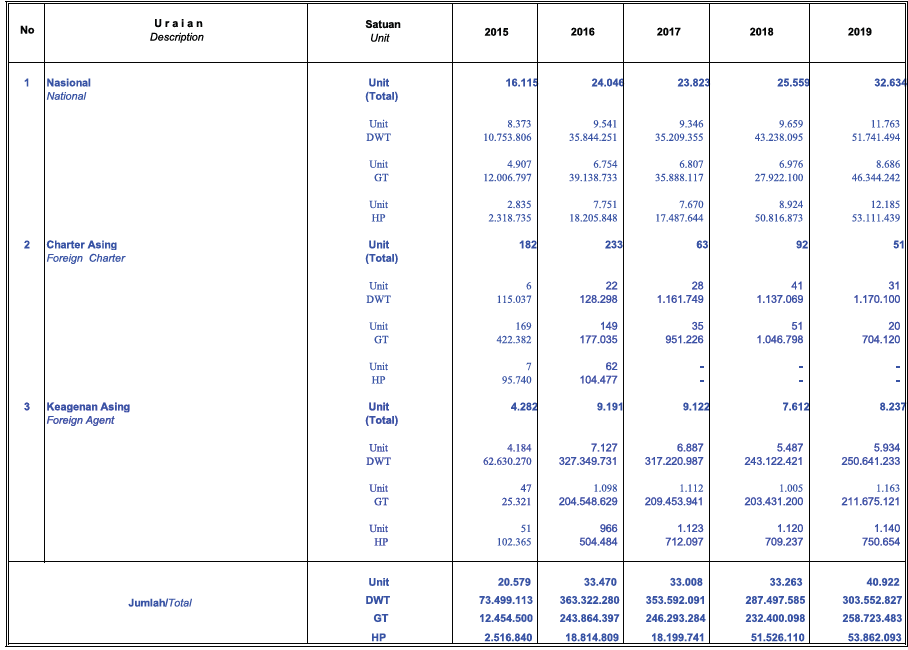 No U r a i a n Satuan 2015 2016 2017 2018 2019
Description Unit
1 Nasional Unit 16.115 24.046 23.823 25.559 32.634
National (Total)
Unit 8.373 9.541 9.346 9.659 11.763
DWT 10.753.806 35.844.251 35.209.355 43.238.095 51.741.494
Unit 4.907 6.754 6.807 6.976 8.686
GT 12.006.797 39.138.733 35.888.117 27.922.100 46.344.242
Unit 2.835 7.751 7.670 8.924 12.185
HP 2.318.735 18.205.848 17.487.644 50.816.873 53.111.439
2 Charter Asing Unit 182 233 63 92 51
Foreign Charter (Total)
Unit 6 22 28 41 31
DWT 115.037 128.298 1.161.749 1.137.069 1.170.100
Unit 169 149 35 51 20
GT 422.382 177.035 951.226 1.046.798 704.120
Unit 7 62 - - -
HP 95.740 104.477 - - -
3 Keagenan Asing Unit 4.282 9.191 9.122 7.612 8.237
Foreign Agent (Total)
Unit 4.184 7.127 6.887 5.487 5.934
DWT 62.630.270 327.349.731 317.220.987 243.122.421 250.641.233
Unit 47 1.098 1.112 1.005 1.163
GT 25.321 204.548.629 209.453.941 203.431.200 211.675.121
Unit 51 966 1.123 1.120 1.140
HP 102.365 504.484 712.097 709.237 750.654
Unit 20.579 33.470 33.008 33.263 40.922
Jumlah/Total DWT 73.499.113 363.322.280 353.592.091 287.497.585 303.552.827
GT 12.454.500 243.864.397 246.293.284 232.400.098 258.723.483
HP 2.516.840 18.814.809 18.199.741 51.526.110 53.862.093